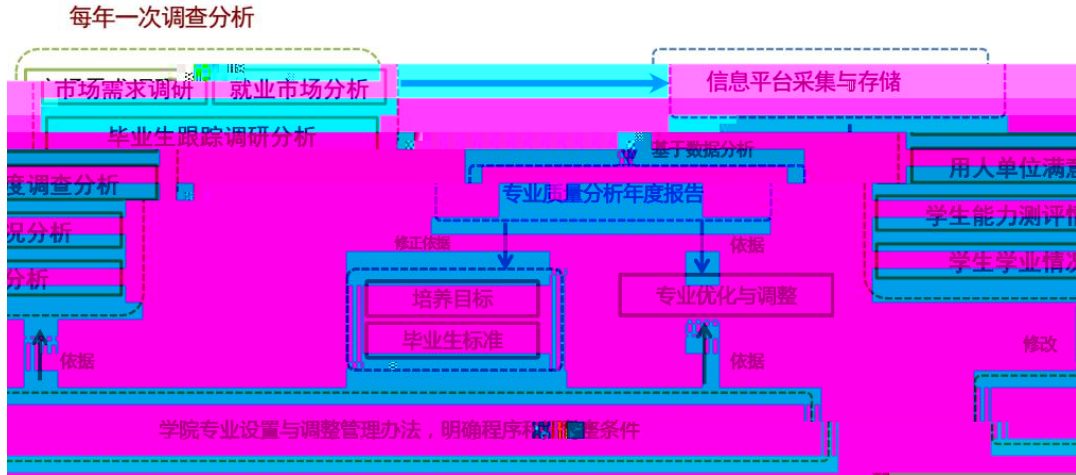 每年一次调查分析
市场需求调研 就业市场分析 信息平台采集与存储
毕业生跟踪调研分析
基于数据分析
用人单位满意
度调查分析
专业质量分析年度报告
学生能力测评情
况分析
修正依据 依据
学生学业情况
分析
培养目标 专业优化与调整
毕业生标准
依据 依据 修改
学院专业设置与调整管理办法，明确程序和 整条件